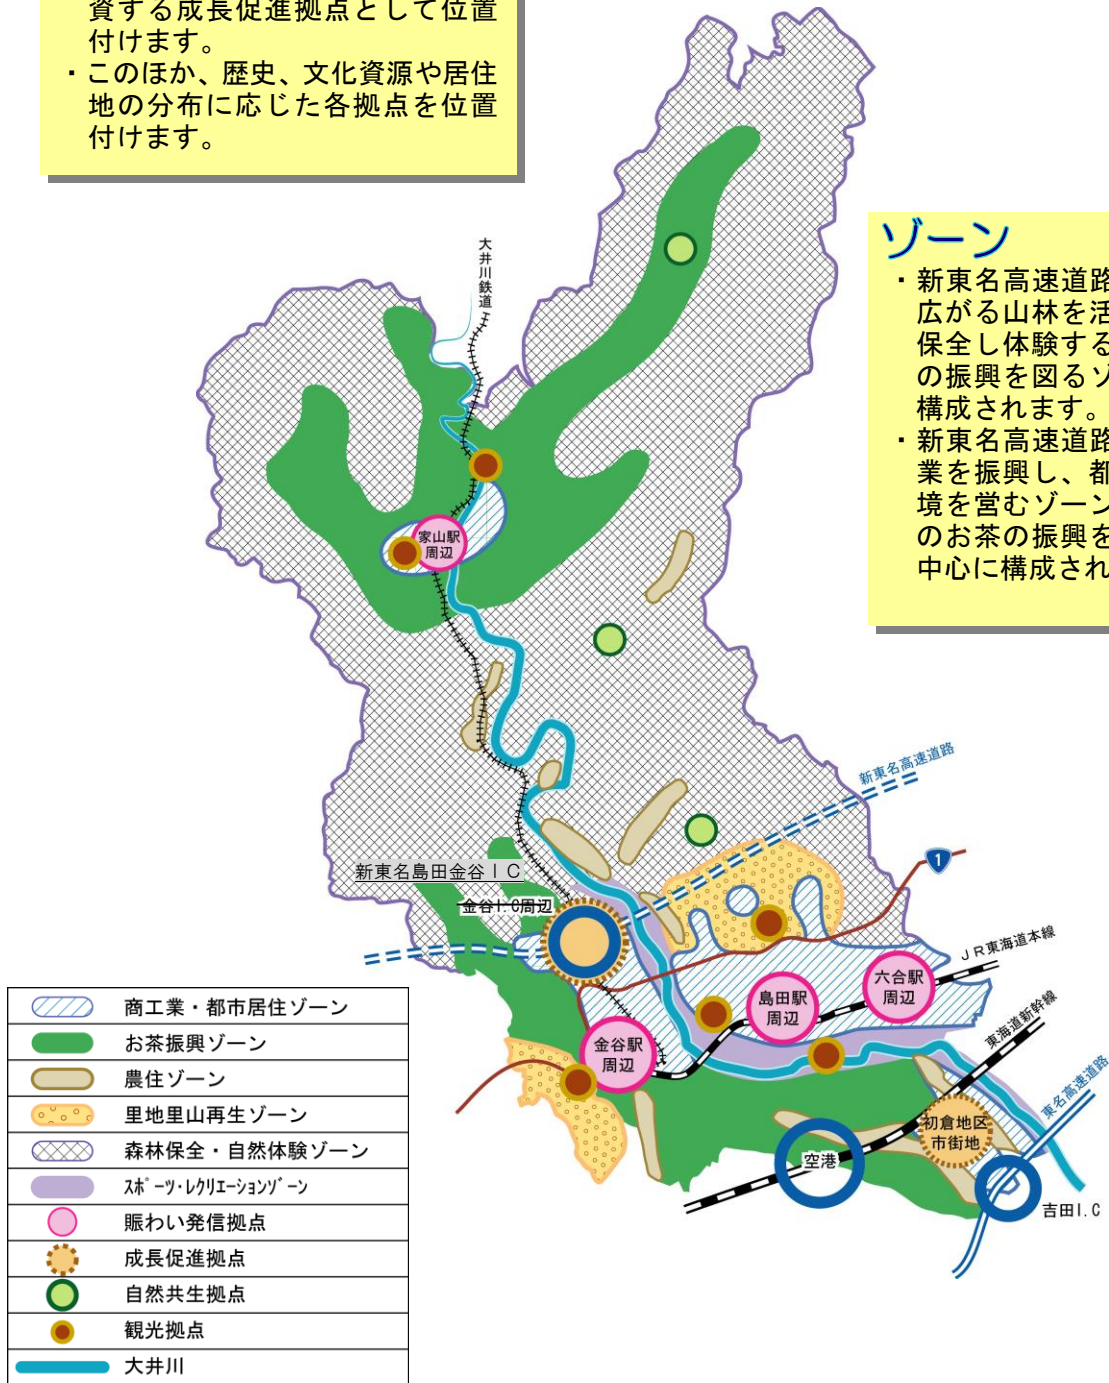 資する成長促進拠点として位置
付けます。
・このほか、歴史、文化資源や居住
地の分布に応じた各拠点を位置
付けます。
ゾーン
・新東名高速道路
広がる山林を活
保全し体験する
の振興を図るゾ
構成されます。
・新東名高速道路
業を振興し、都
境を営むゾーン
のお茶の振興を
中心に構成され
大井川鉄道
家山駅
周辺
新東名高速道路
新東名島田金谷ＩＣ
金谷I.C周辺
1
ＪＲ東海道本線
六合駅
周辺
島田駅
周辺
金谷駅
周辺
東海道新幹線
東名高速道路
初倉地区
市街地
空港
吉田I.C
商工業・都市居住ゾーン
お茶振興ゾーン
農住ゾーン
里地里山再生ゾーン
森林保全・自然体験ゾーン
ｽﾎﾟｰﾂ・ﾚｸﾘｴｰｼｮﾝｿﾞｰﾝ
賑わい発信拠点
成長促進拠点
自然共生拠点
観光拠点
大井川